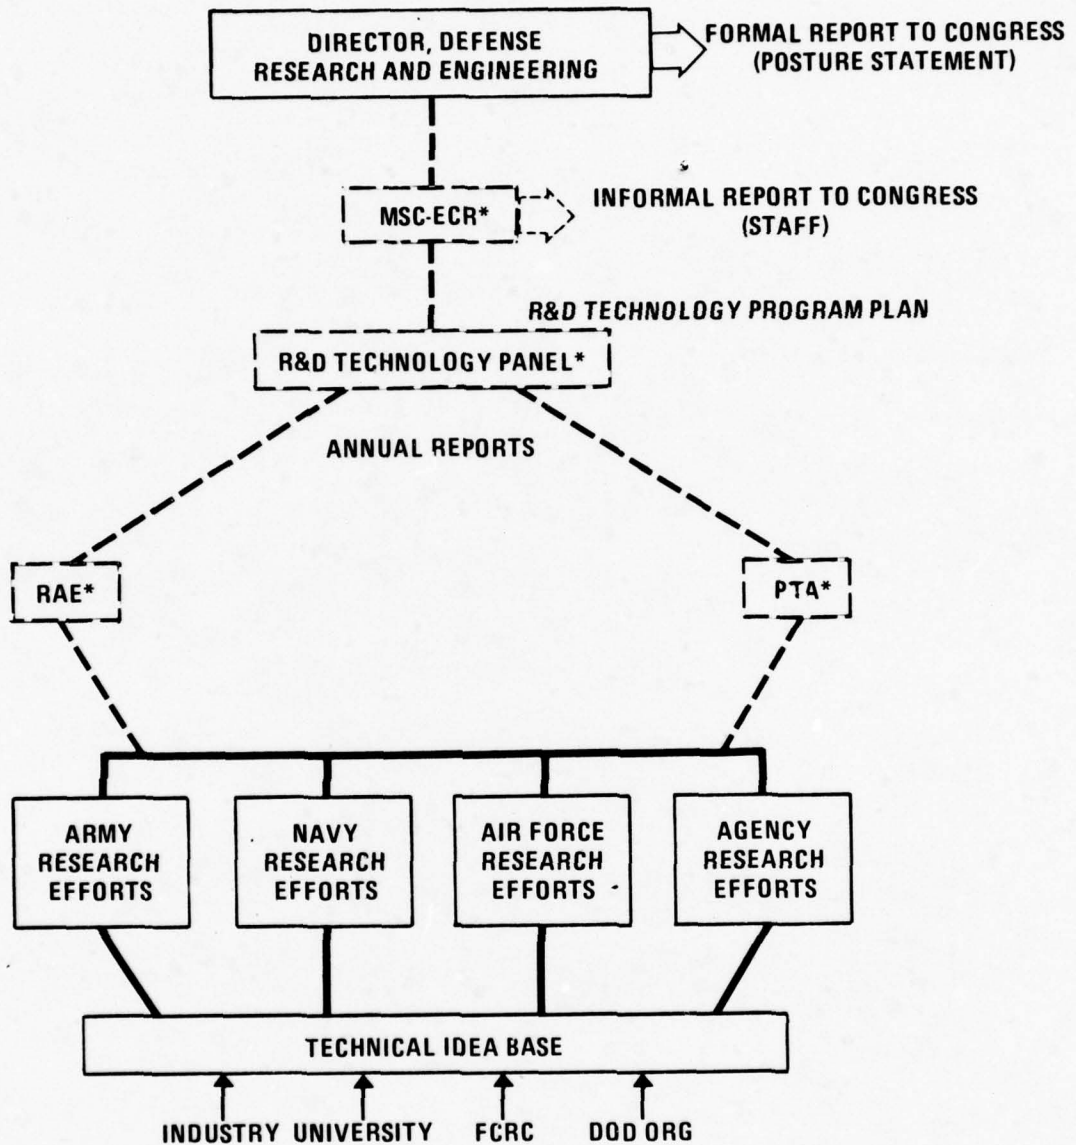 DIRECTOR, DEFENSE
RESEARCH AND ENGINEERING
FORMAL REPORT TO CONGRESS
(POSTURE STATEMENT)
MSC-ECR*
INFORMAL REPORT TO CONGRESS
(STAFF)
R&D TECHNOLOGY PROGRAM PLAN
R&D TECHNOLOGY PANEL*
ANNUAL REPORTS
RAE*
PTA*
ARMY
RESEARCH
EFFORTS
NAVY
RESEARCH
EFFORTS
AIR FORCE
RESEARCH
EFFORTS
AGENCY
RESEARCH
EFFORTS
TECHNICAL IDEA BASE
INDUSTRY UNIVERSITY FCRC DOD ORG